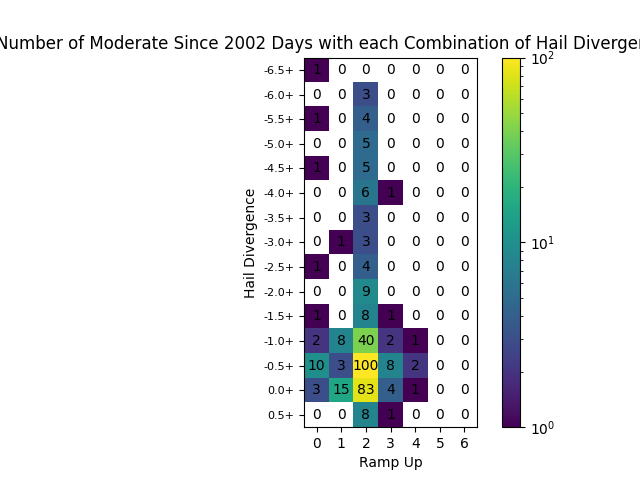 Number of Moderate Since 2002 Days with each Combination of Hail
-6.5+ 1 0 0 0 0 0 0
-6.0+ 0 0 3 0 0 0 0
-5.5+ 1 0 4 0 0 0 0
-5.0+ 0 0 5 0 0 0 0
-4.5+ 1 0 5 0 0 0 0
-4.0+ 0 0 6 1 0 0 0
-3.5+ 0 0 3 0 0 0 0
-3.0+ 0 1 3 0 0 0 0
-2.5+ 1 0 4 0 0 0 0
-2.0+ 0 0 9 0 0 0 0
-1.5+ 1 0 8 1 0 0 0
-1.0+ 2 8 40 2 1 0 0
-0.5+ 10 3 100 8 2 0 0
0.0+ 3 15 83 4 1 0 0
0.5+ 0 0 8 1 0 0 0
0 1 2 3 4 5 6
Ramp Up
Hail Divergence
10²
10¹
10⁰